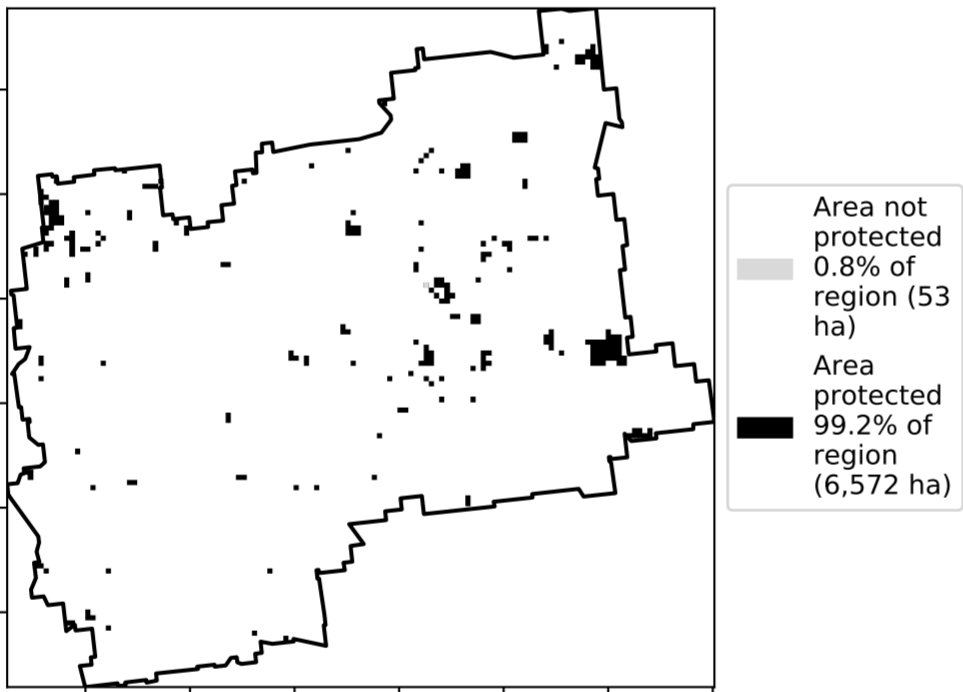 Area not
protected
0.8% of
region (53
ha)
Area
protected
99.2% of
region
(6,572 ha)